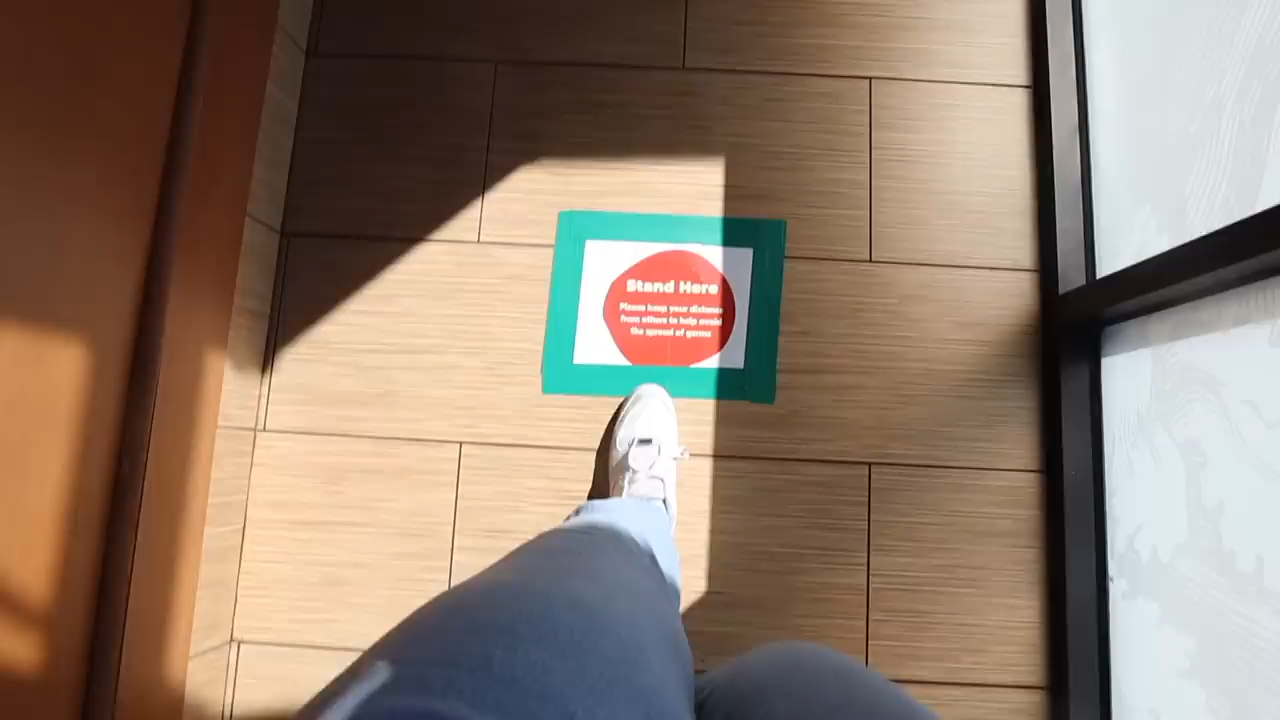 Stand Here
Please keep your distance
from others to help avoid
the spread of germs